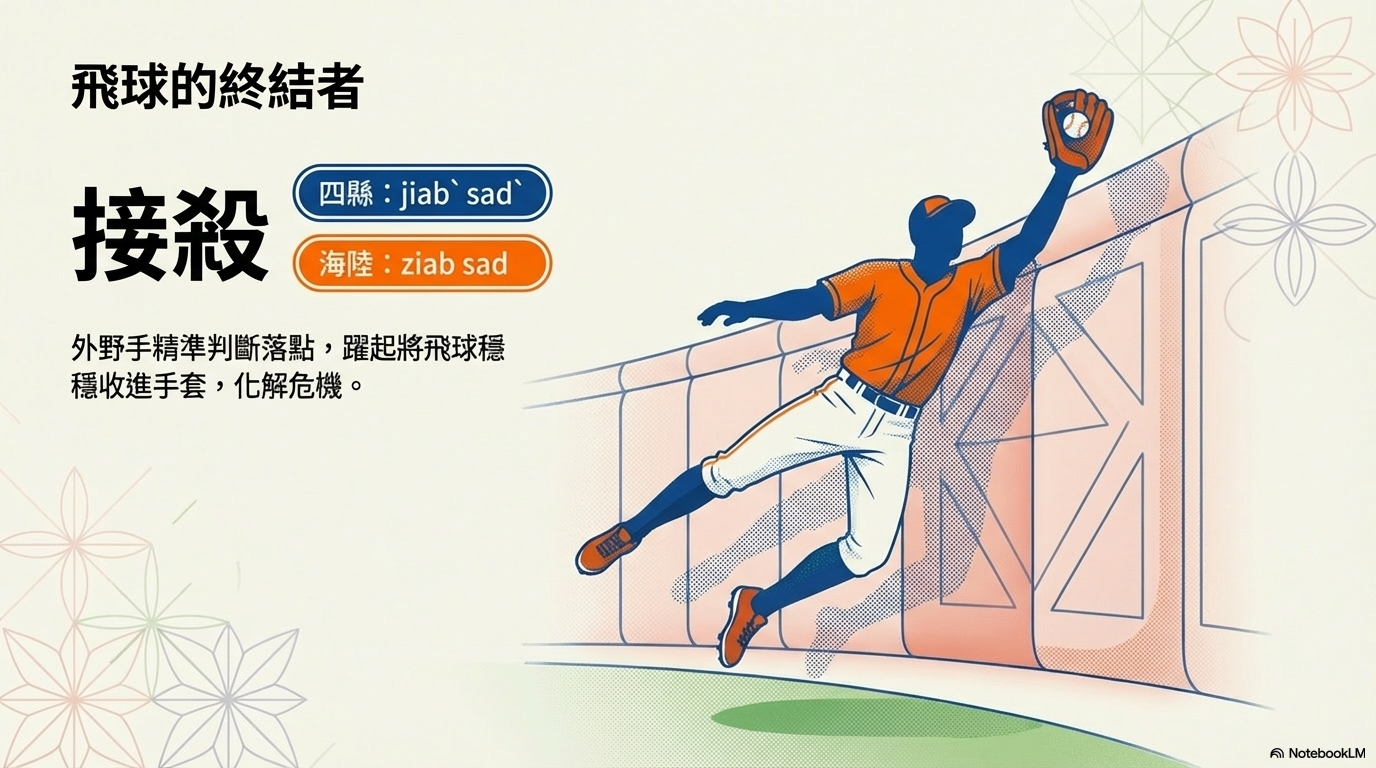 飛球的終結者
接殺
四縣：jiabˋ sadˋ
海陸：ziab sad
外野手精準判斷落點，躍起將飛球穩
穩收進手套，化解危機。
NotebookLM